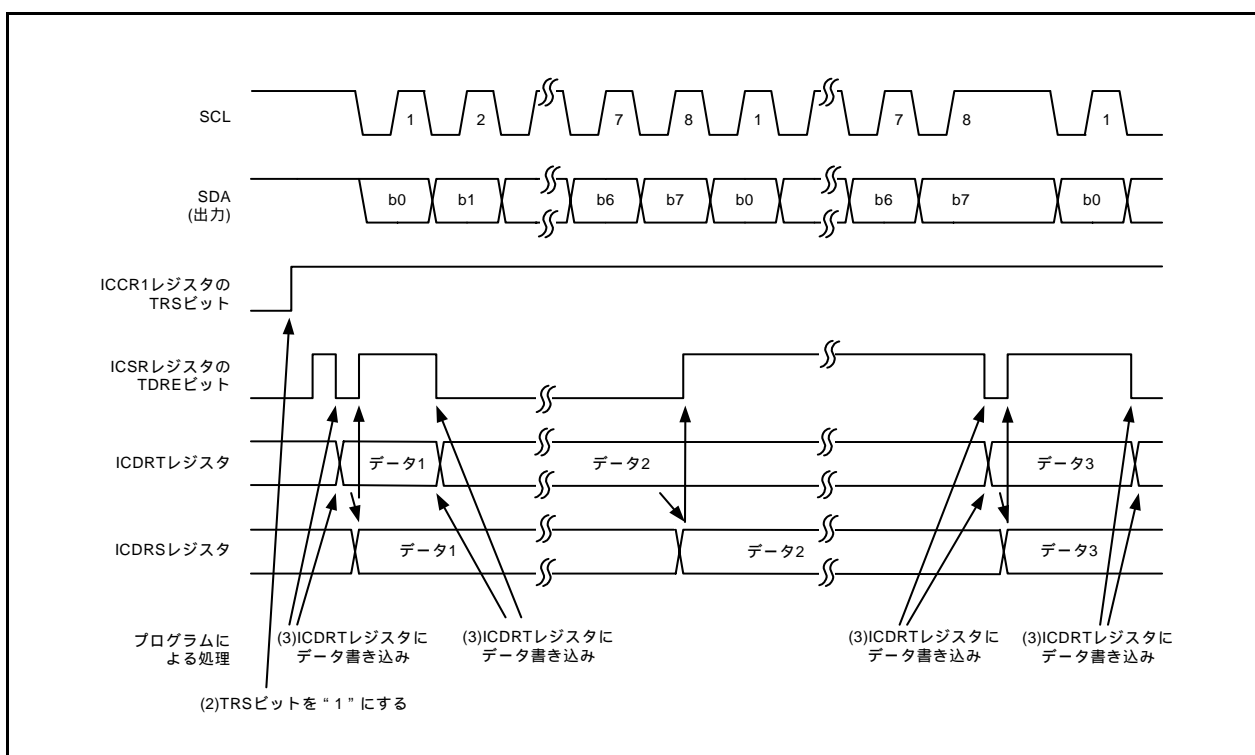 SCL
1 2 7 8 1 7 8 1
SDA
(出力)
b0 b1 b6 b7 b0 b6 b7 b0
ICCR1レジスタの
TRSビット
ICSRレジスタの
TDREビット
ICDRTレジスタ
データ1 データ2 データ3
ICDRSレジスタ
データ1 データ2 データ3
プログラムに
よる処理
(3)ICDRTレジスタに
データ書き込み
(3)ICDRTレジスタに
データ書き込み
(3)ICDRTレジスタに
データ書き込み
(3)ICDRTレジスタに
データ書き込み
(2)TRSビットを“1”にする